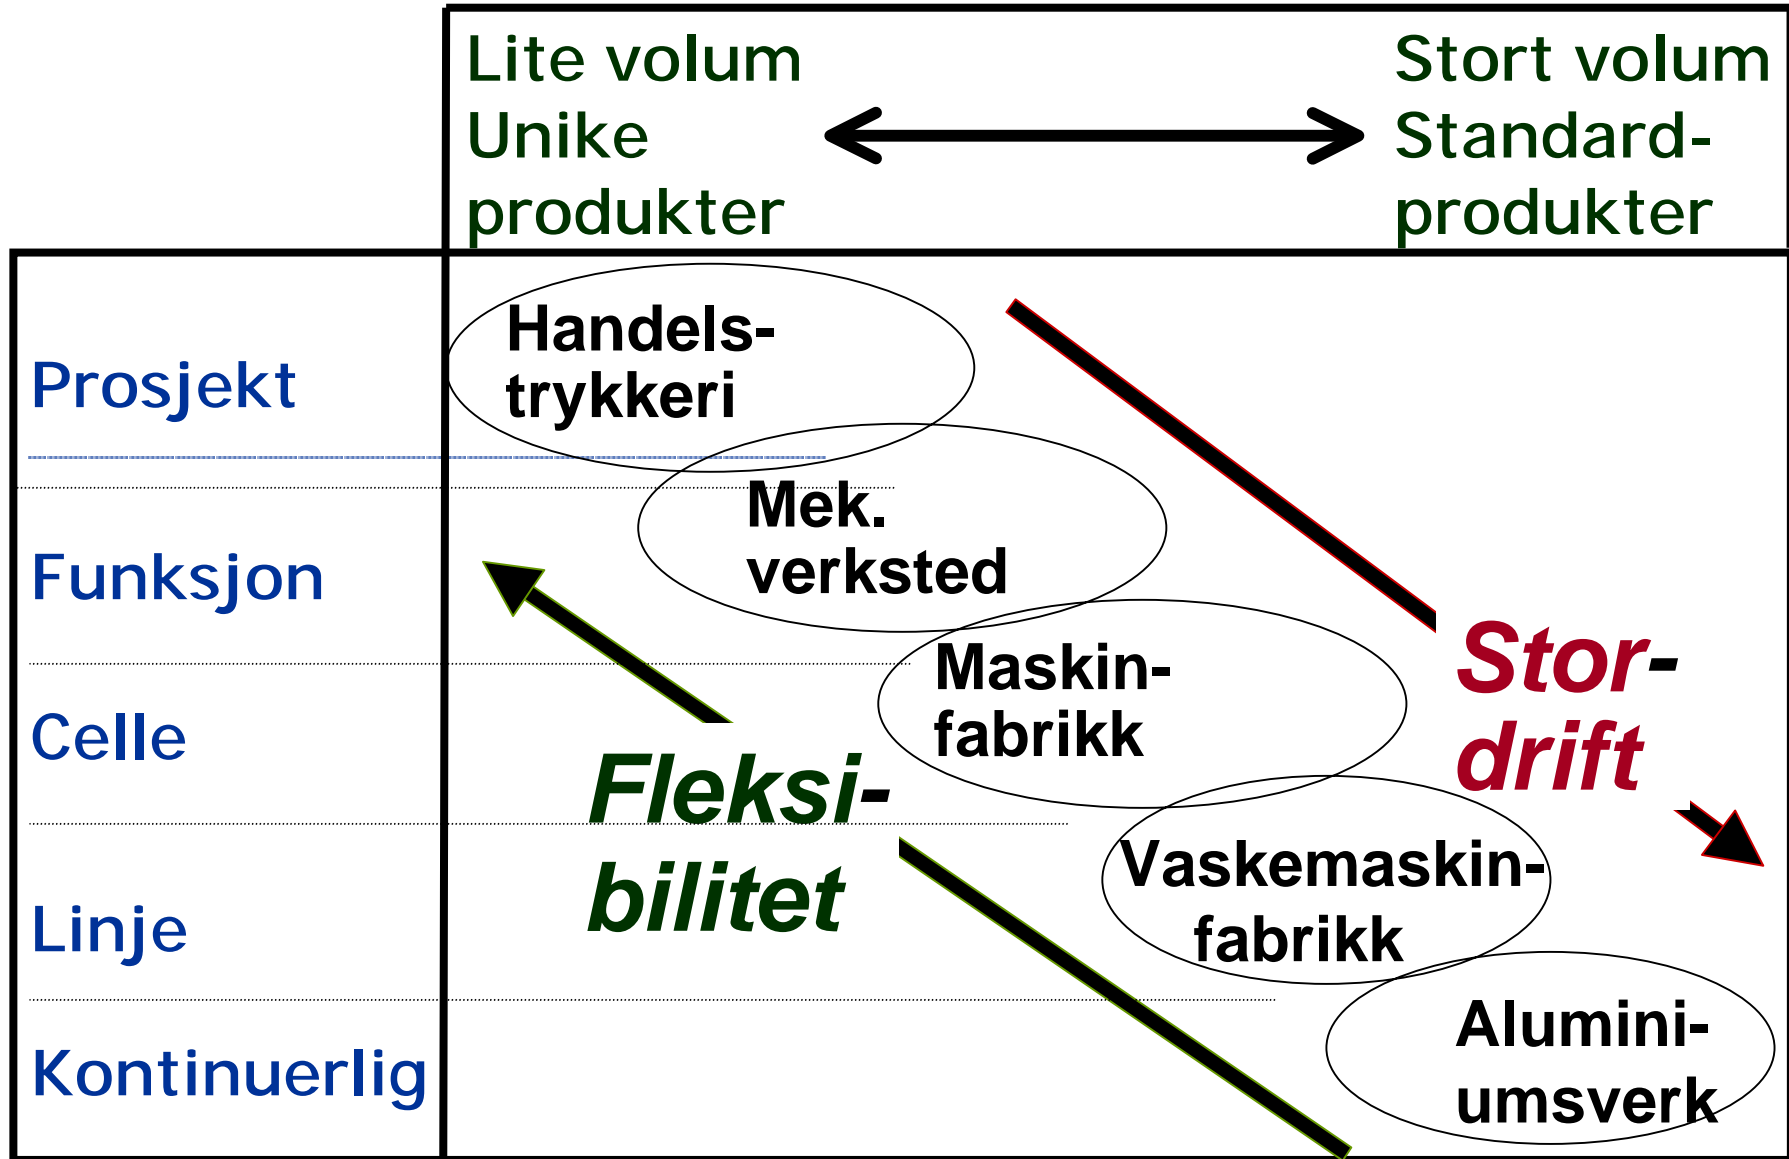 Lite volum
Unike
produkter
Stort volum
Standard-
produkter
Prosjekt
Handels-
trykkeri
Funksjon
Mek.
verksted
Celle
Maskin-
fabrikk
Stor-
drift
Fleksi-
bilitet
Linje
Vaskemaskin-
fabrikk
Kontinuerlig
Alumini-
umsverk